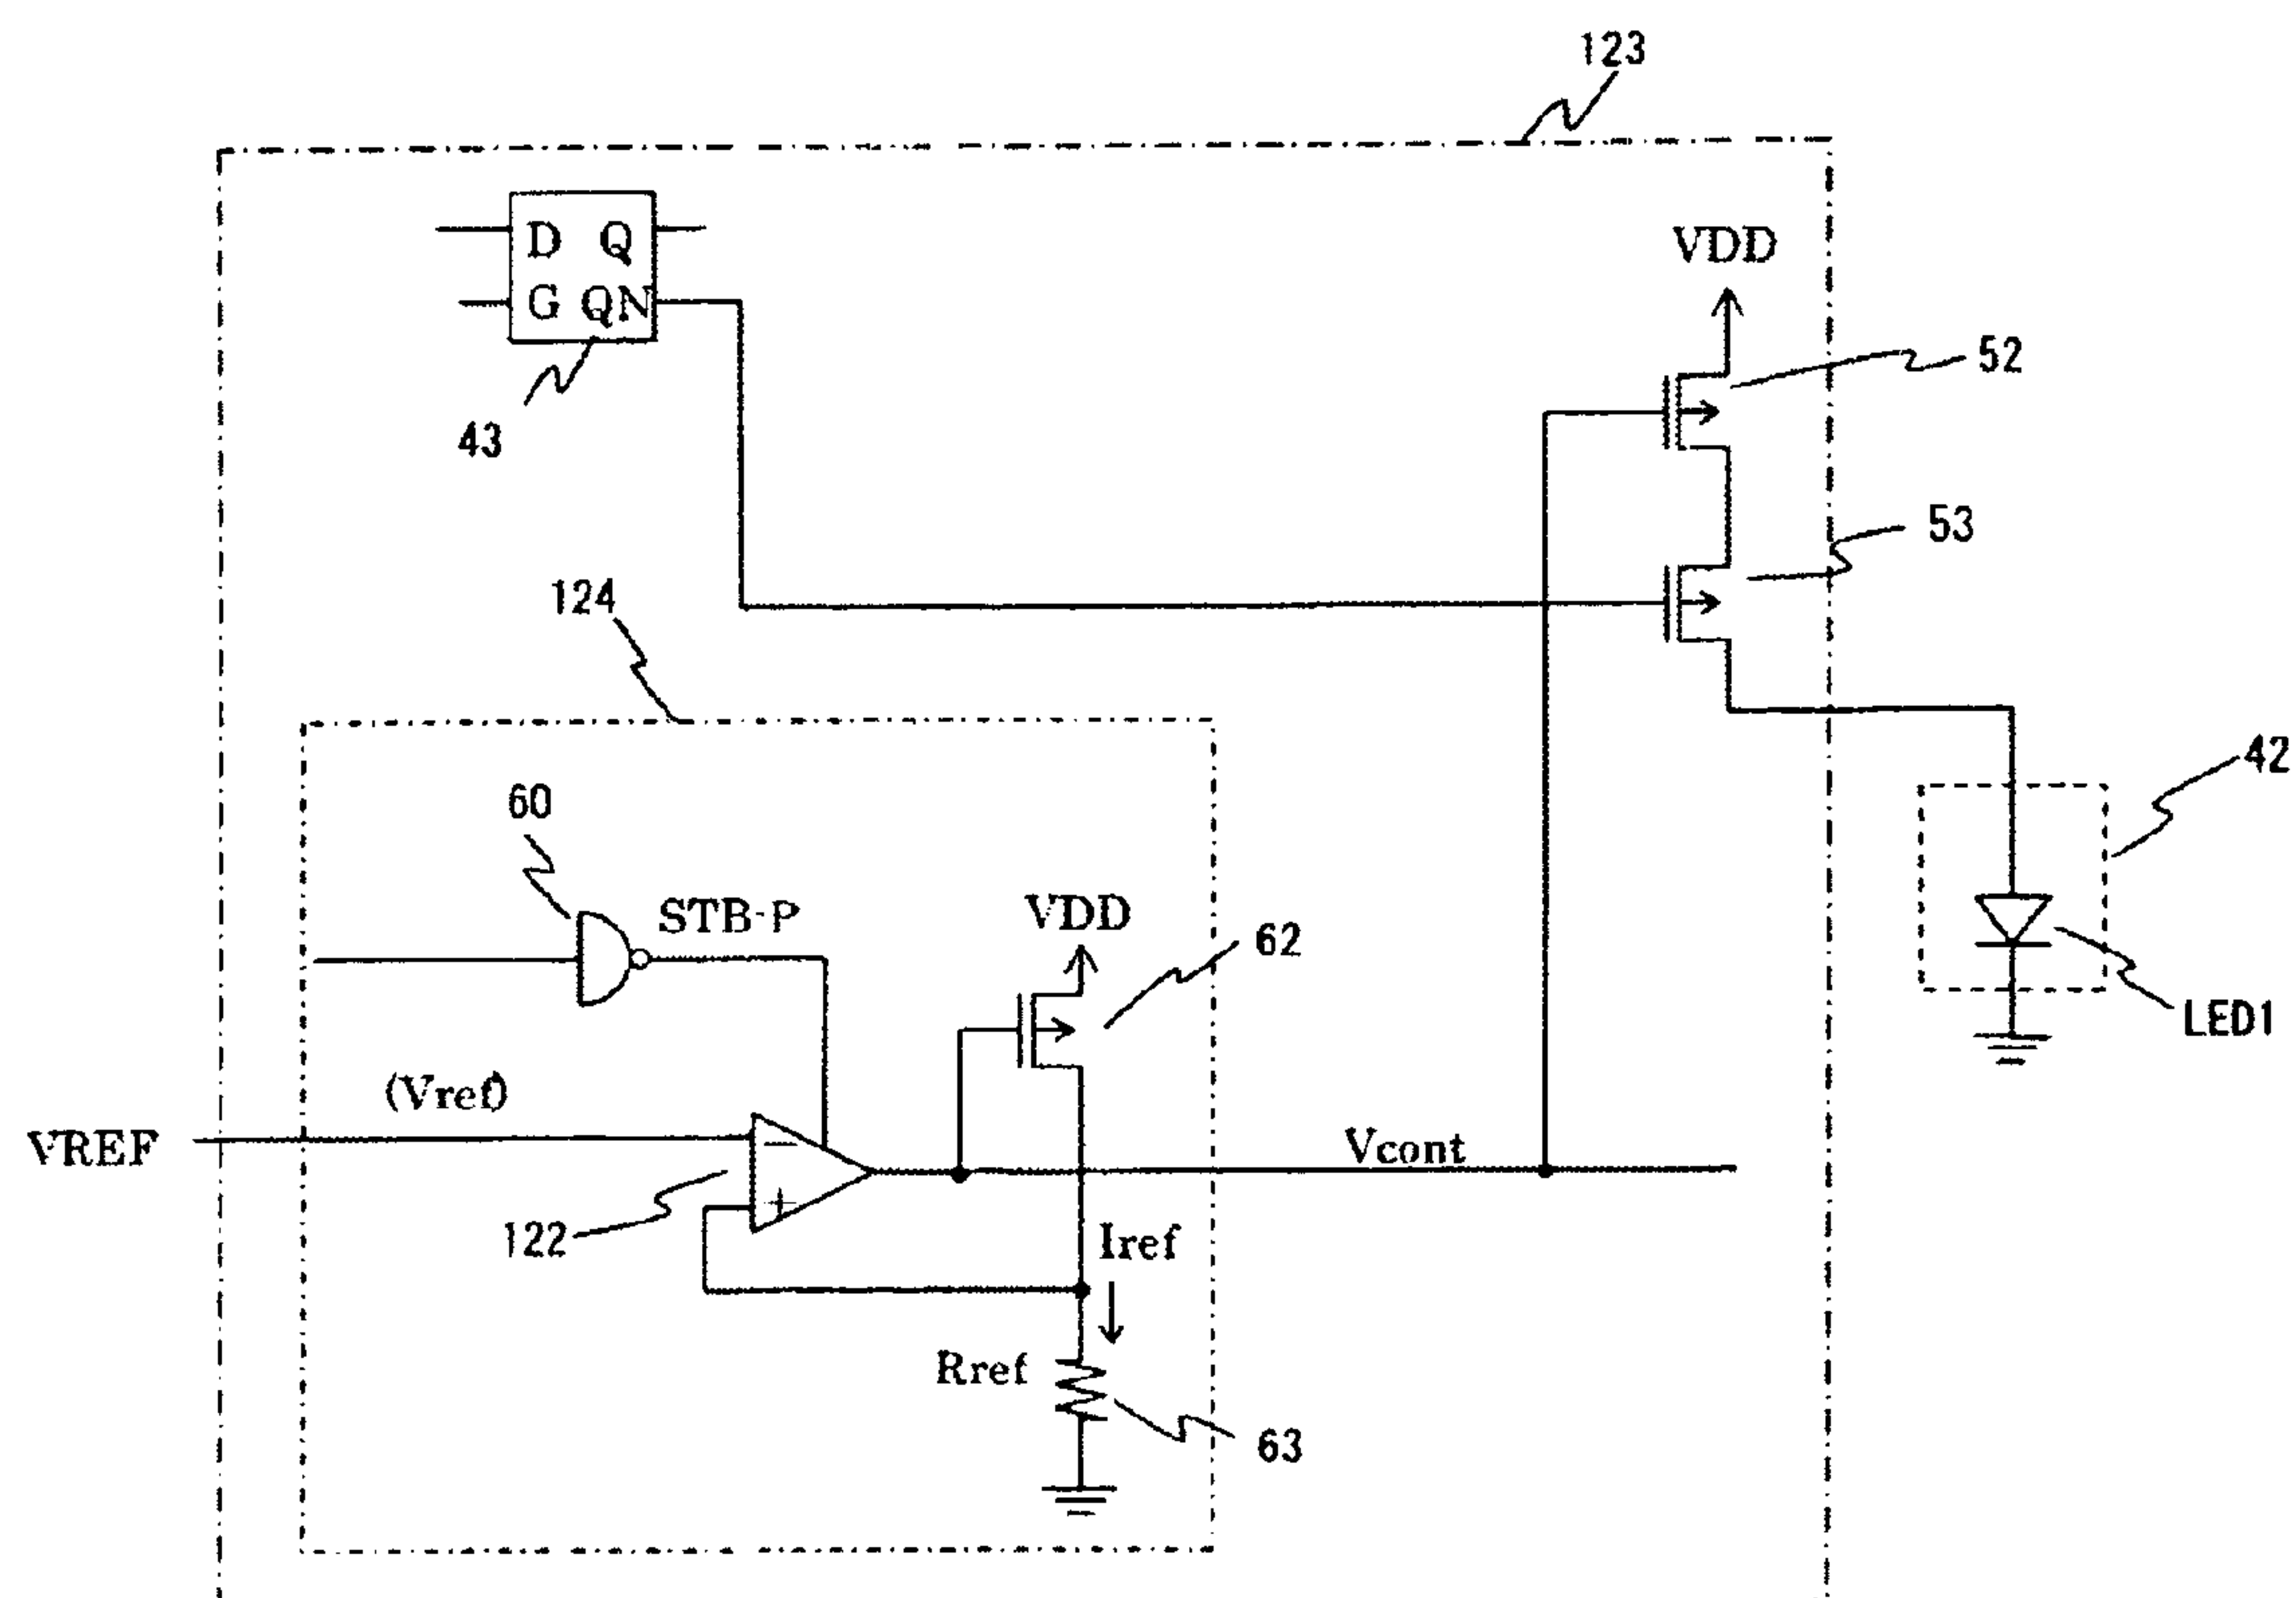 123
D Q
G QN
43
VDD
52
53
124
42
60
STB-P
VDD
62
LED1
(Vref)
VREF
Vcont
122
Iref
Rref
63